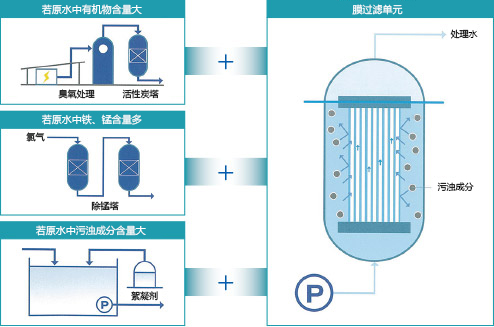 若原水中有机物含量大
臭氧处理
活性炭塔
若原水中铁、锰含量多
氯气
除锰塔
若原水中污浊成分含量大
絮凝剂
P
+
+
+
膜过滤单元
处理水
污浊成分
P